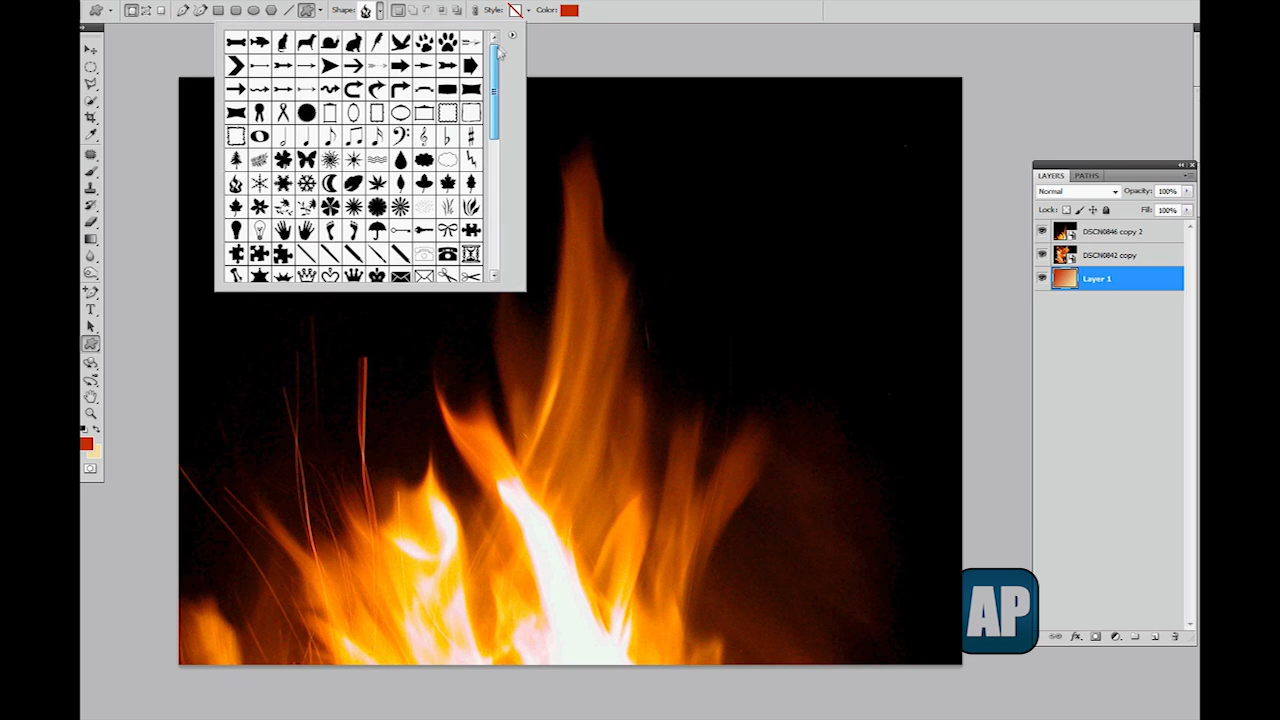 Shape:
Style:
Color:
LAYERS
PATHS
Normal
Opacity: 100%
Lock:
Fill: 100%
DSCN0846 copy 2
DSCN0842 copy
Layer 1
fx
T
AP